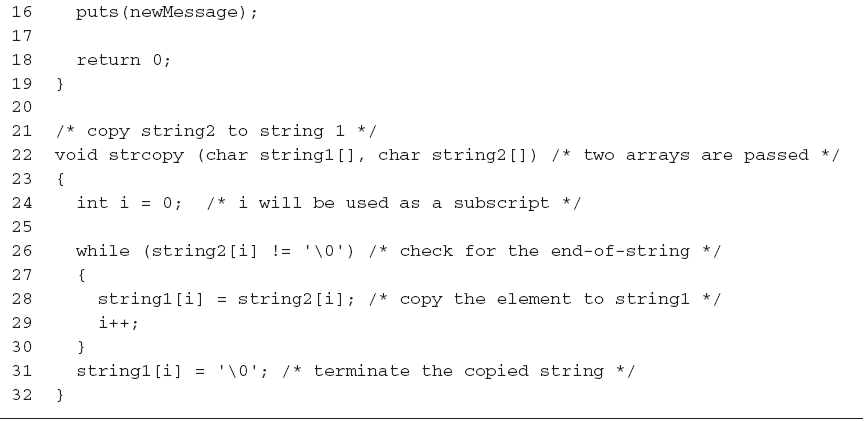 16 puts(newMessage);
17
18 return 0;
19 }
20
21 /* copy string2 to string 1 */
22 void strcopy (char string1[], char string2[]) /* two arrays are passed */
23 {
24 int i = 0; /* i will be used as a subscript */
25
26 while (string2[i] != '\0') /* check for the end-of-string */
27 {
28 string1[i] = string2[i]; /* copy the element to string1 */
29 i++;
30 }
31 string1[i] = '\0'; /* terminate the copied string */
32 }